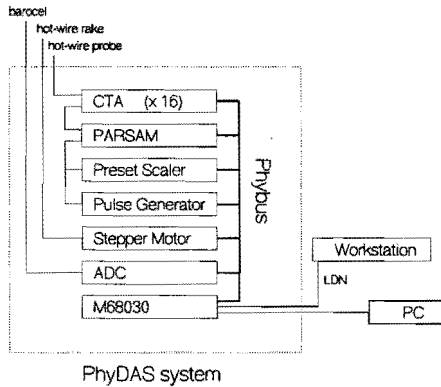 barocel
hot-wire rake
hot-wire probe
CTA (x 16)
PARSAM
Preset Scaler
Pulse Generator
Stepper Motor
ADC
M68030
Phybus
Workstation
LDN
PC
PhyDAS system